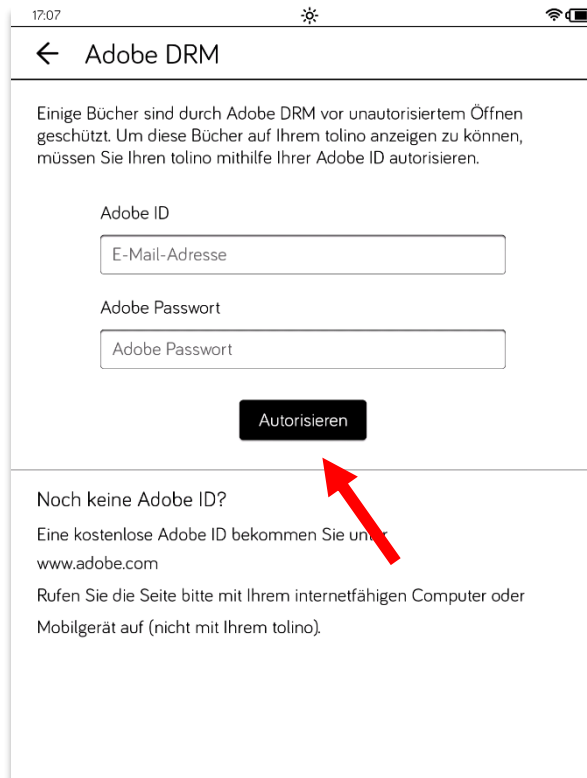 17:07
Adobe DRM
Einige Bücher sind durch Adobe DRM vor unautorisiertem Öffnen
geschützt. Um diese Bücher auf Ihrem tolino anzeigen zu können,
müssen Sie Ihren tolino mithilfe Ihrer Adobe ID autorisieren.
Adobe ID
E-Mail-Adresse
Adobe Passwort
Adobe Passwort
Autorisieren
Noch keine Adobe ID?
Eine kostenlose Adobe ID bekommen Sie unter
www.adobe.com
Rufen Sie die Seite bitte mit Ihrem internetfähigen Computer oder
Mobilgerät auf (nicht mit Ihrem tolino).